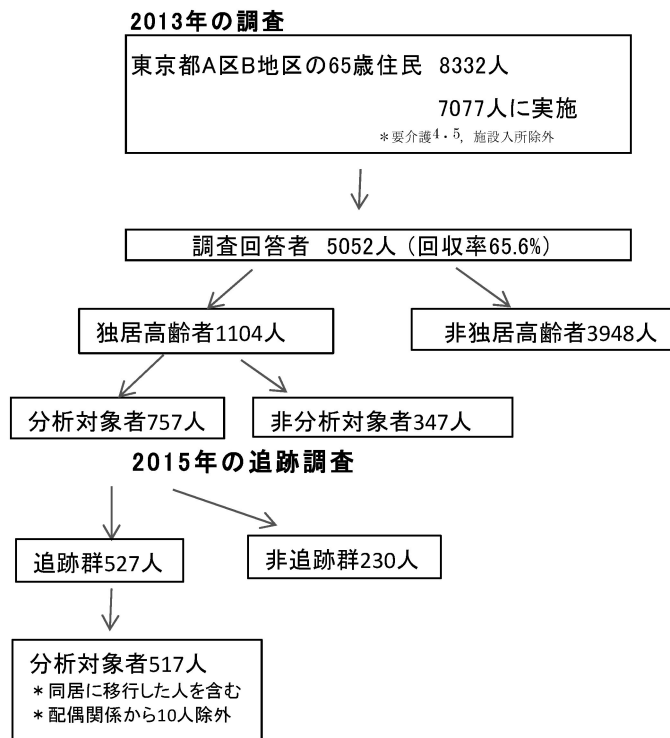 2013年の調査
東京都A区B地区の65歳住民 8332人
7077人に実施
＊要介護4・5，施設入所除外
調査回答者 5052人（回収率65.6%）
独居高齢者1104人
非独居高齢者3948人
分析対象者757人
非分析対象者347人
2015年の追跡調査
追跡群527人
非追跡群230人
分析対象者517人
＊同居に移行した人を含む
＊配偶関係から10人除外